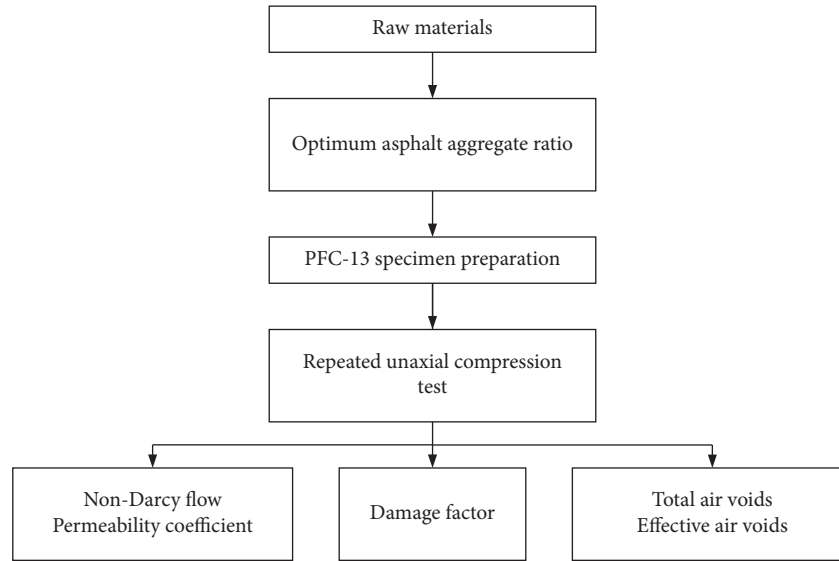 Raw materials
Optimum asphalt aggregate ratio
PFC-13 specimen preparation
Repeated unaxial compression
test
Non-Darcy flow
Permeability coefficient
Damage factor
Total air voids
Effective air voids